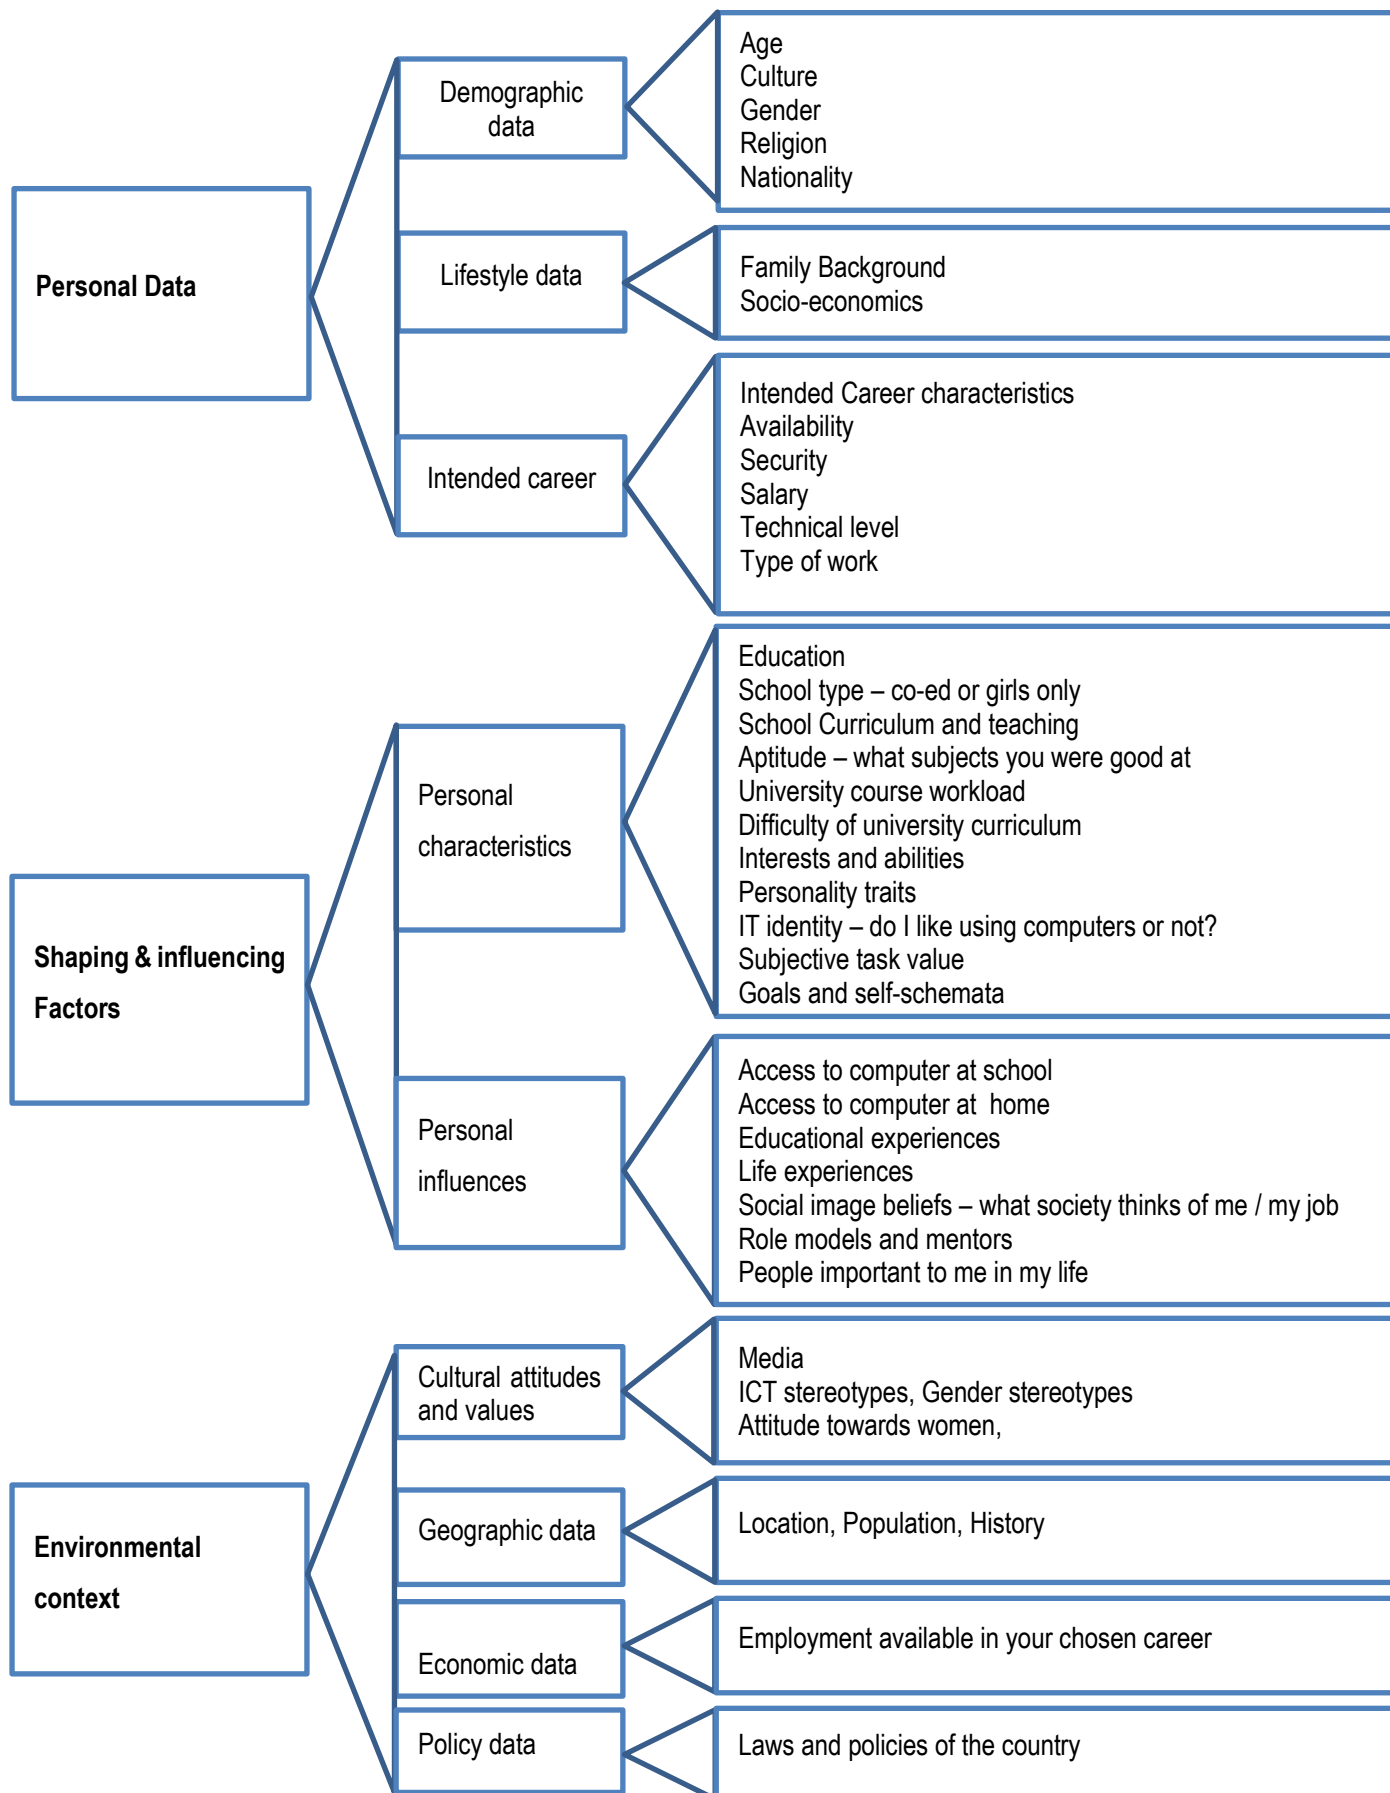 Personal Data
Demographic
data
Age
Culture
Gender
Religion
Nationality
Lifestyle data
Family Background
Socio-economics
Intended career
Intended Career characteristics
Availability
Security
Salary
Technical level
Type of work
Shaping & influencing
Factors
Personal
characteristics
Education
School type – co-ed or girls only
School Curriculum and teaching
Aptitude – what subjects you were good at
University course workload
Difficulty of university curriculum
Interests and abilities
Personality traits
IT identity – do I like using computers or not?
Subjective task value
Goals and self-schemata
Personal
influences
Access to computer at school
Access to computer at  home
Educational experiences
Life experiences
Social image beliefs – what society thinks of me / my job
Role models and mentors
People important to me in my life
Environmental
context
Cultural attitudes
and values
Media
ICT stereotypes, Gender stereotypes
Attitude towards women,
Geographic data
Location, Population, History
Economic data
Employment available in your chosen career
Policy data
Laws and policies of the country